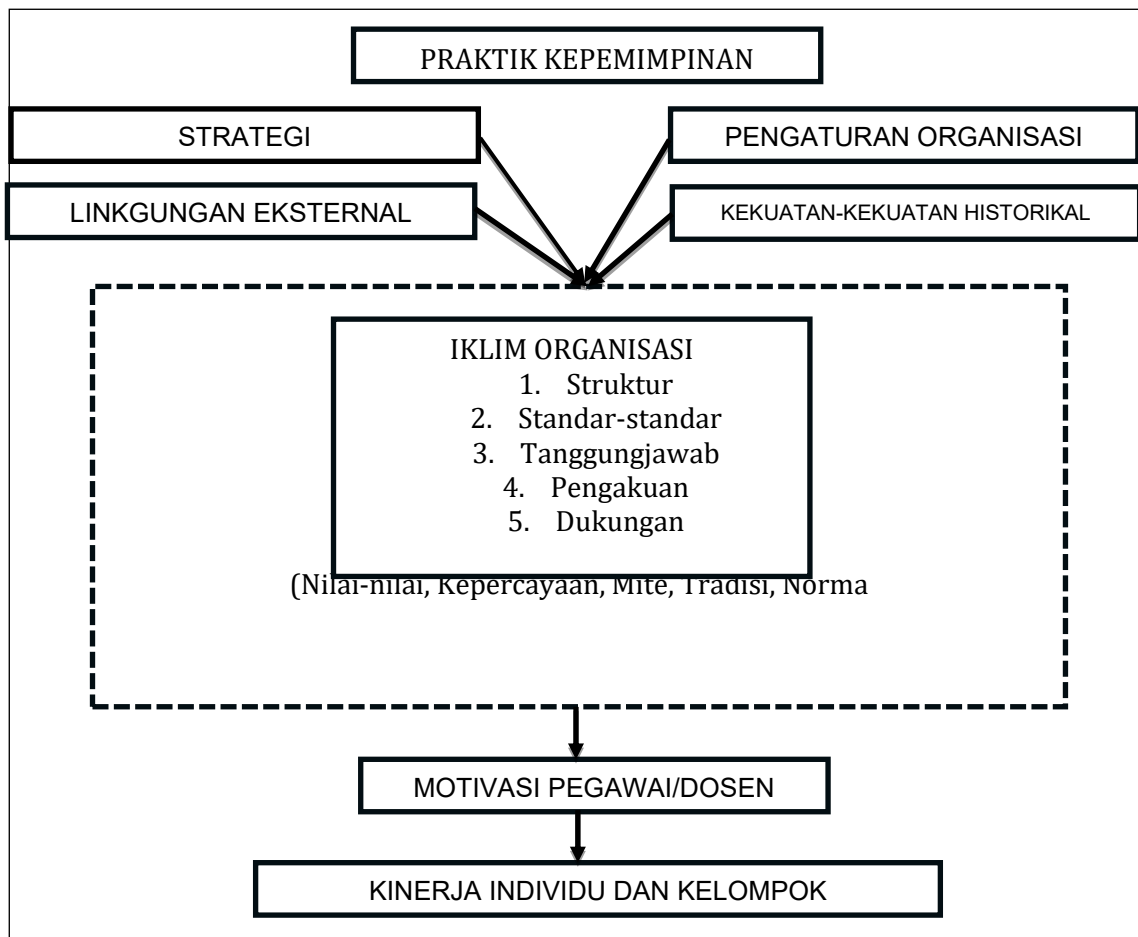 PRAKTIK KEPEMIMPINAN
STRATEGI
PENGATURAN ORGANISASI
LINKGUNGAN EKSTERNAL
KEKUATAN-KEKUATAN HISTORIKAL
IKLIM ORGANISASI
1. Struktur
2. Standar-standar
3. Tanggungjawab
4. Pengakuan
5. Dukungan
(Nilai-nilai, Kepercayaan, Mite, Tradisi, Norma
MOTIVASI PEGAWAI/DOSEN
KINERJA INDIVIDU DAN KELOMPOK